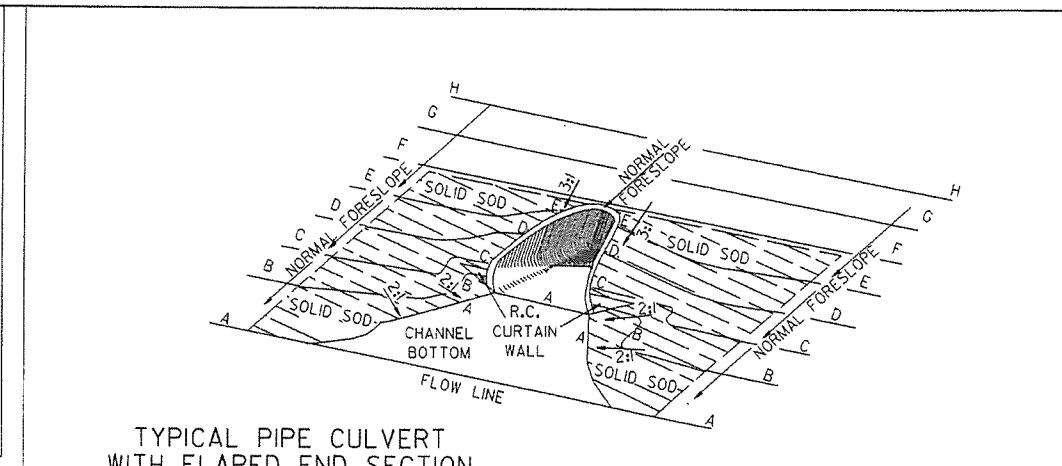 H
G
F
E
D
C
B
A
NORMAL FORESLOPE
SOLID SOD
SOLID SOD
NORMAL
FORESLOPE
3:1
E
D
C
B
A
2:1
2:1
A
E
3:1
D
C
B
A
2:1
2:1
SOLID SOD
SOLID SOD
R.C.
CURTAIN
WALL
CHANNEL
BOTTOM
FLOW LINE
NORMAL FORESLOPE
H
G
F
E
D
C
B
A
TYPICAL PIPE CULVERT
WITH FLARED END SECTION